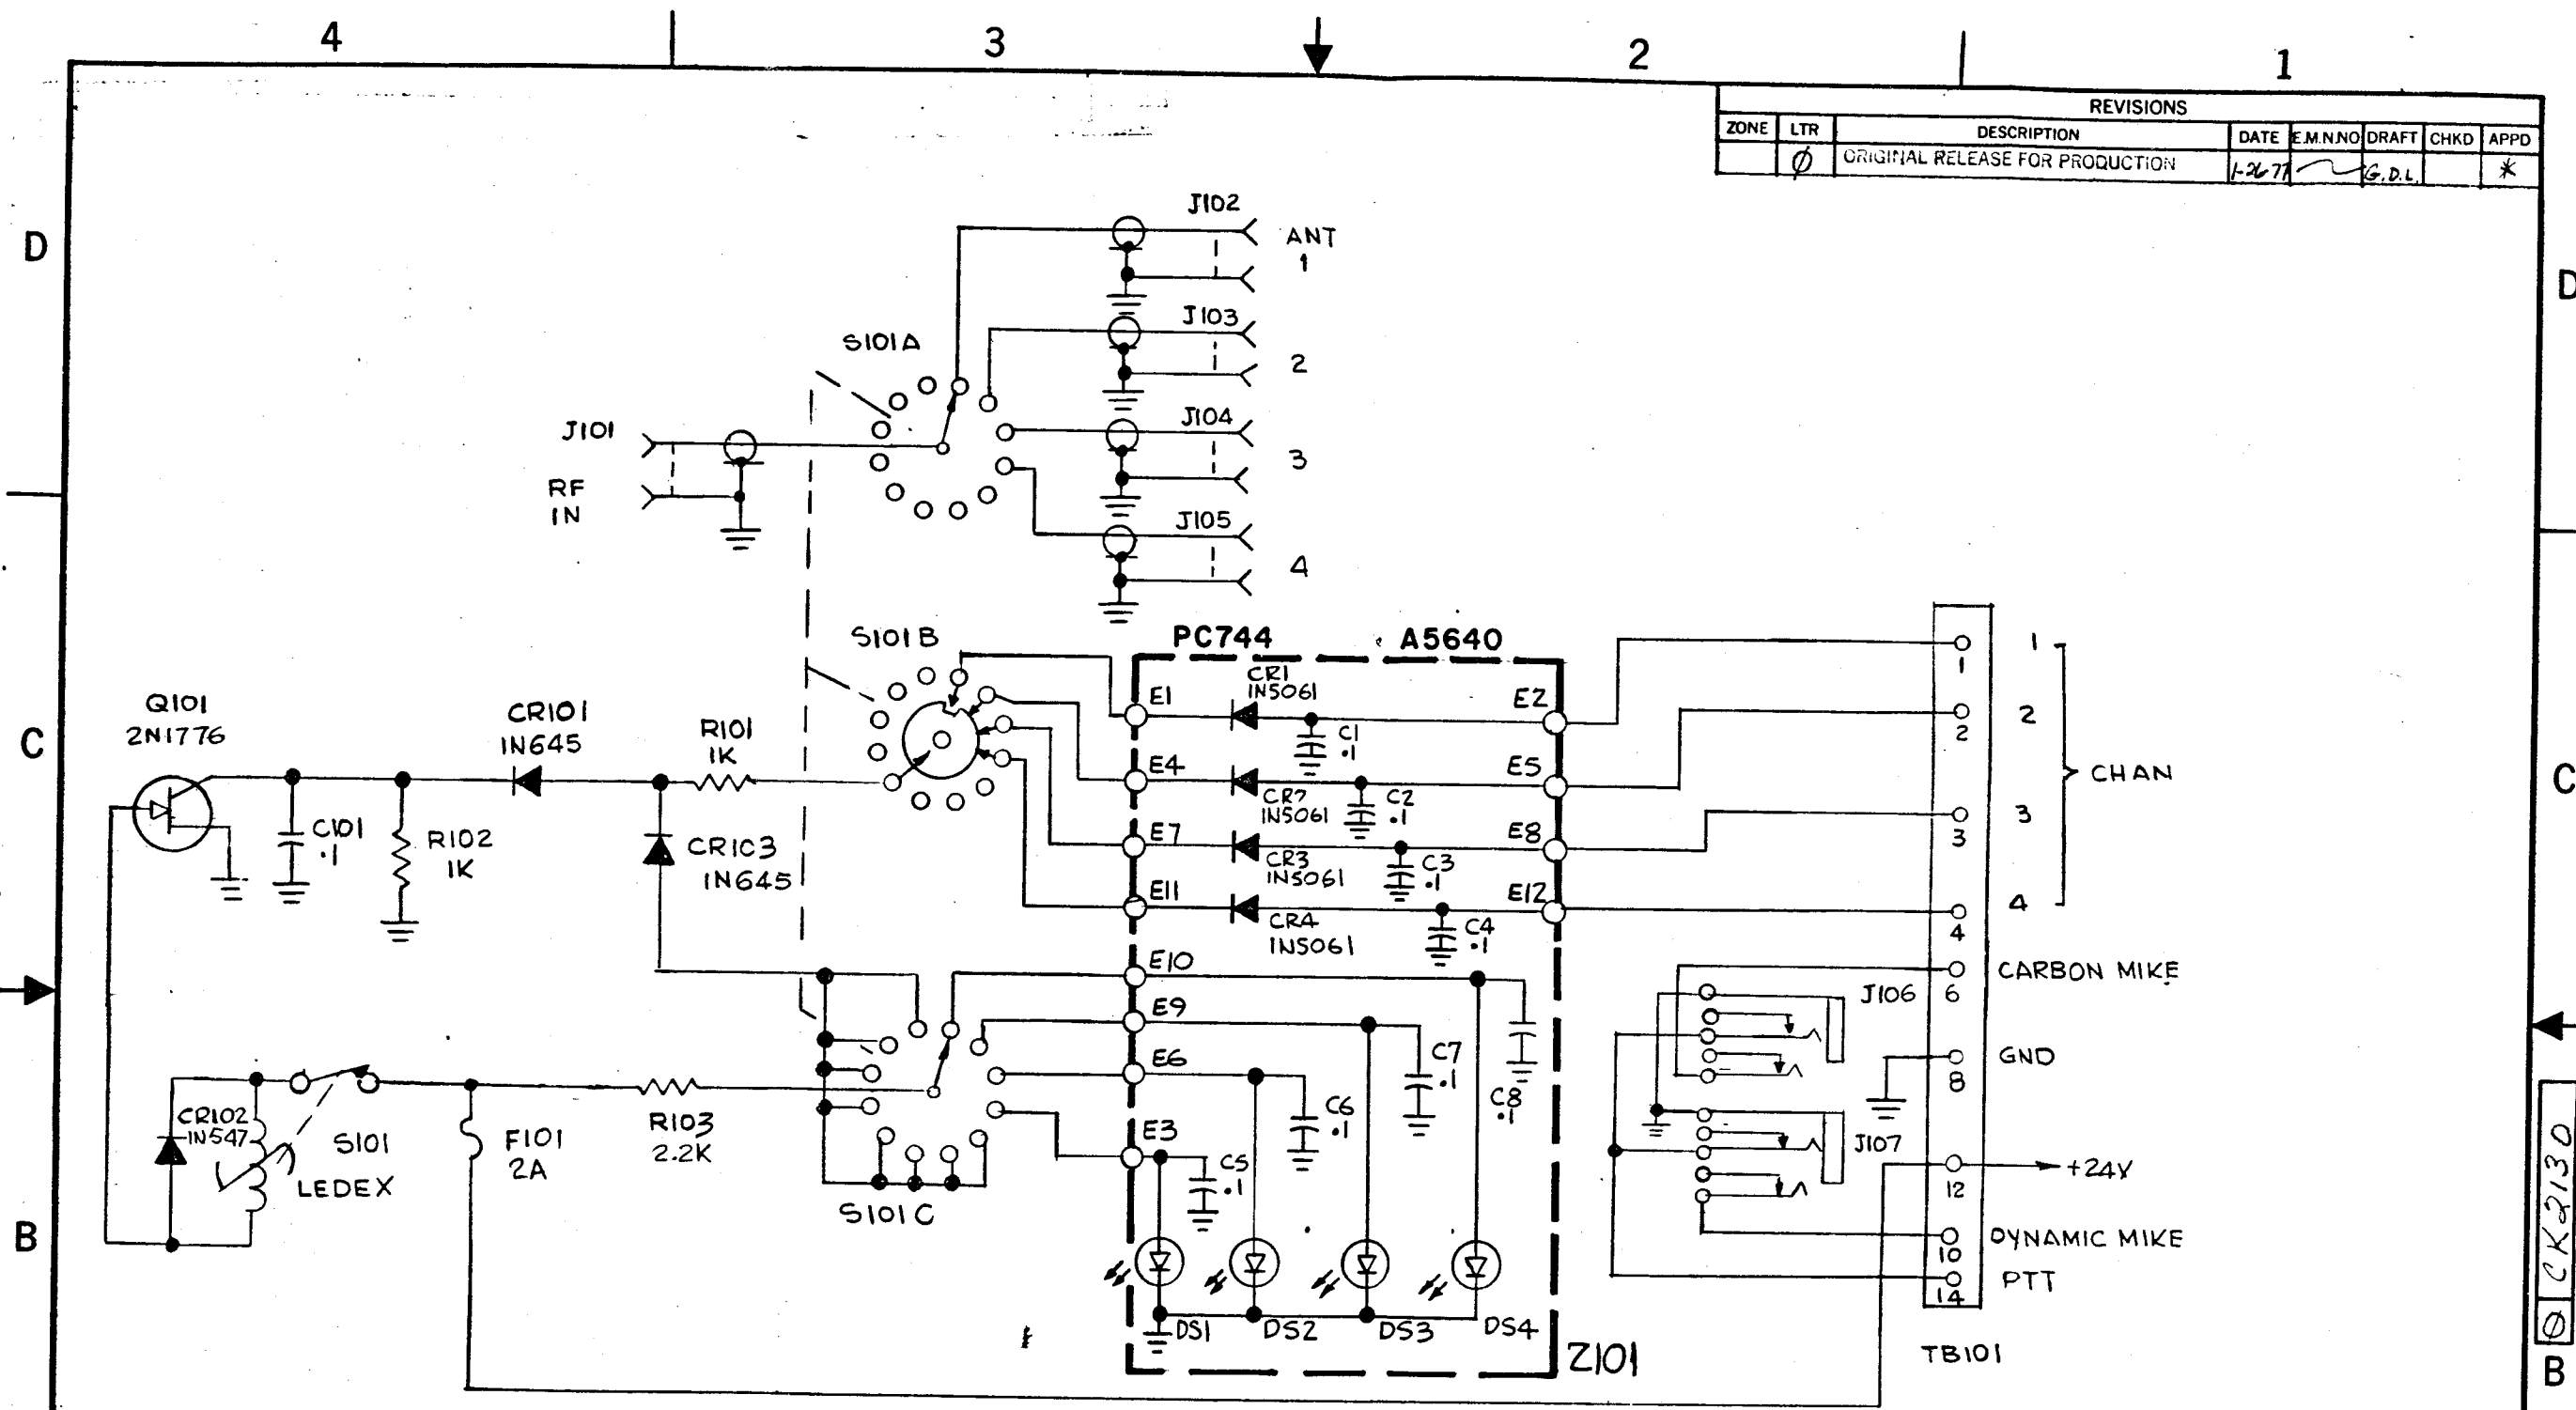 4 3 2 1
REVISIONS
ZONE LTR DESCRIPTION DATE E.M.N.NO DRAFT CHKD APPD
Ø ORIGINAL RELEASE FOR PRODUCTION 1-26-77 G.D.L. *
D
D
J102
ANT
1
J103
2
S101A
J104
3
J101
RF
IN
J105
4
S101B
PC744 A5640
C
C
Q101
2N1776
CR101
1N645
R101
1K
C101
.1
R102
1K
CR103
1N645
E1
CR1
1N5061
E2
C1
.1
E4
CR2
1N5061
E5
C2
.1
E7
CR3
1N5061
E8
C3
.1
E11
CR4
1N5061
E12
C4
.1
1 1
2 2
3 3
4 4
CHAN
E10
E9
E6
E3
C8
.1
C7
.1
C6
.1
C5
.1
J106
6 CARBON MIKE
8 GND
J107
12 +24V
10 DYNAMIC MIKE
14 PTT
TB101
CR102
1N547
S101
LEDEX
F101
2A
R103
2.2K
S101C
DS1 DS2 DS3 DS4
Z101
B
B
Ø CK2130